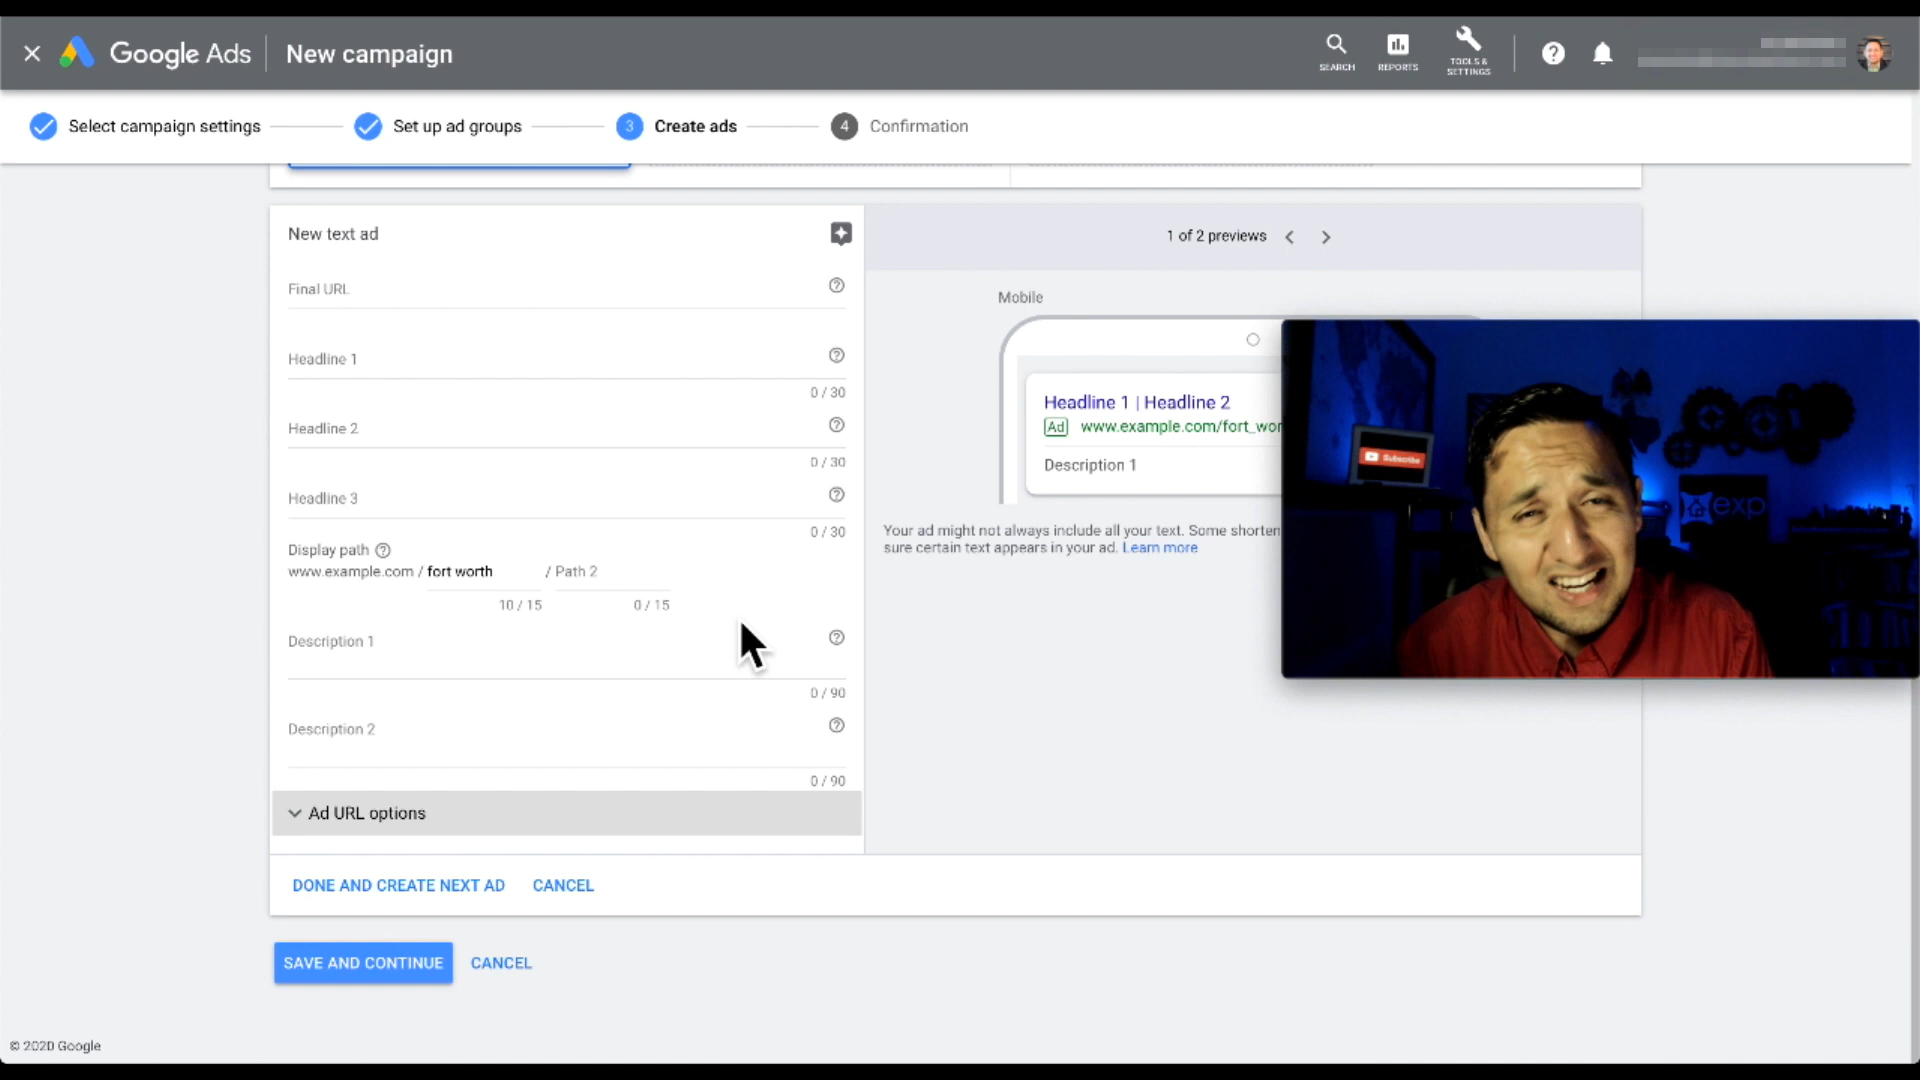 Google Ads
New campaign
SEARCH
REPORTS
TOOLS &
SETTINGS
Select campaign settings
Set up ad groups
3
Create ads
4
Confirmation
New text ad
1 of 2 previews
Final URL
Mobile
Headline 1
0 / 30
Headline 1 | Headline 2
Ad www.example.com/fort_wor
Description 1
Headline 2
0 / 30
Headline 3
0 / 30
Your ad might not always include all your text. Some shorten
sure certain text appears in your ad. Learn more
Display path
www.example.com / fort worth / Path 2
10 / 15
0 / 15
Description 1
0 / 90
Description 2
0 / 90
Ad URL options
DONE AND CREATE NEXT AD
CANCEL
SAVE AND CONTINUE
CANCEL
© 2020 Google
Subscribe
exp